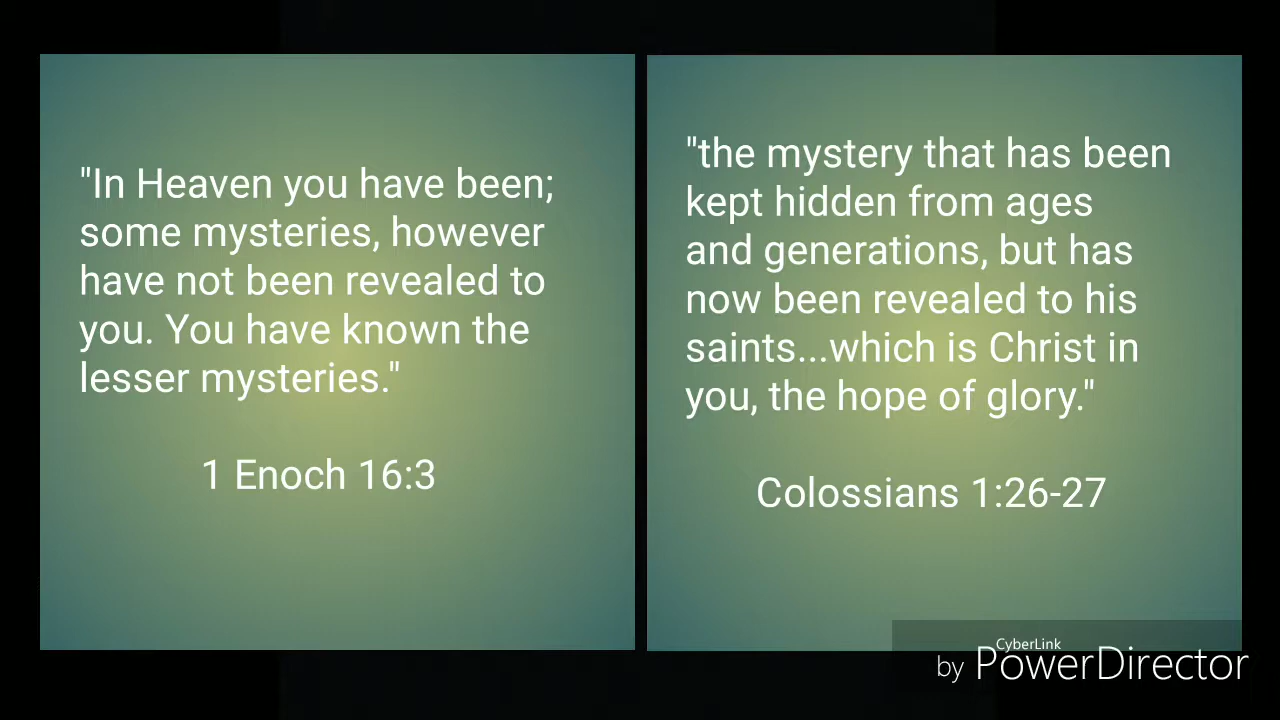 "In Heaven you have been;
some mysteries, however
have not been revealed to
you. You have known the
lesser mysteries."
1 Enoch 16:3
"the mystery that has been
kept hidden from ages
and generations, but has
now been revealed to his
saints...which is Christ in
you, the hope of glory."
Colossians 1:26-27
CyberLink
by PowerDirector